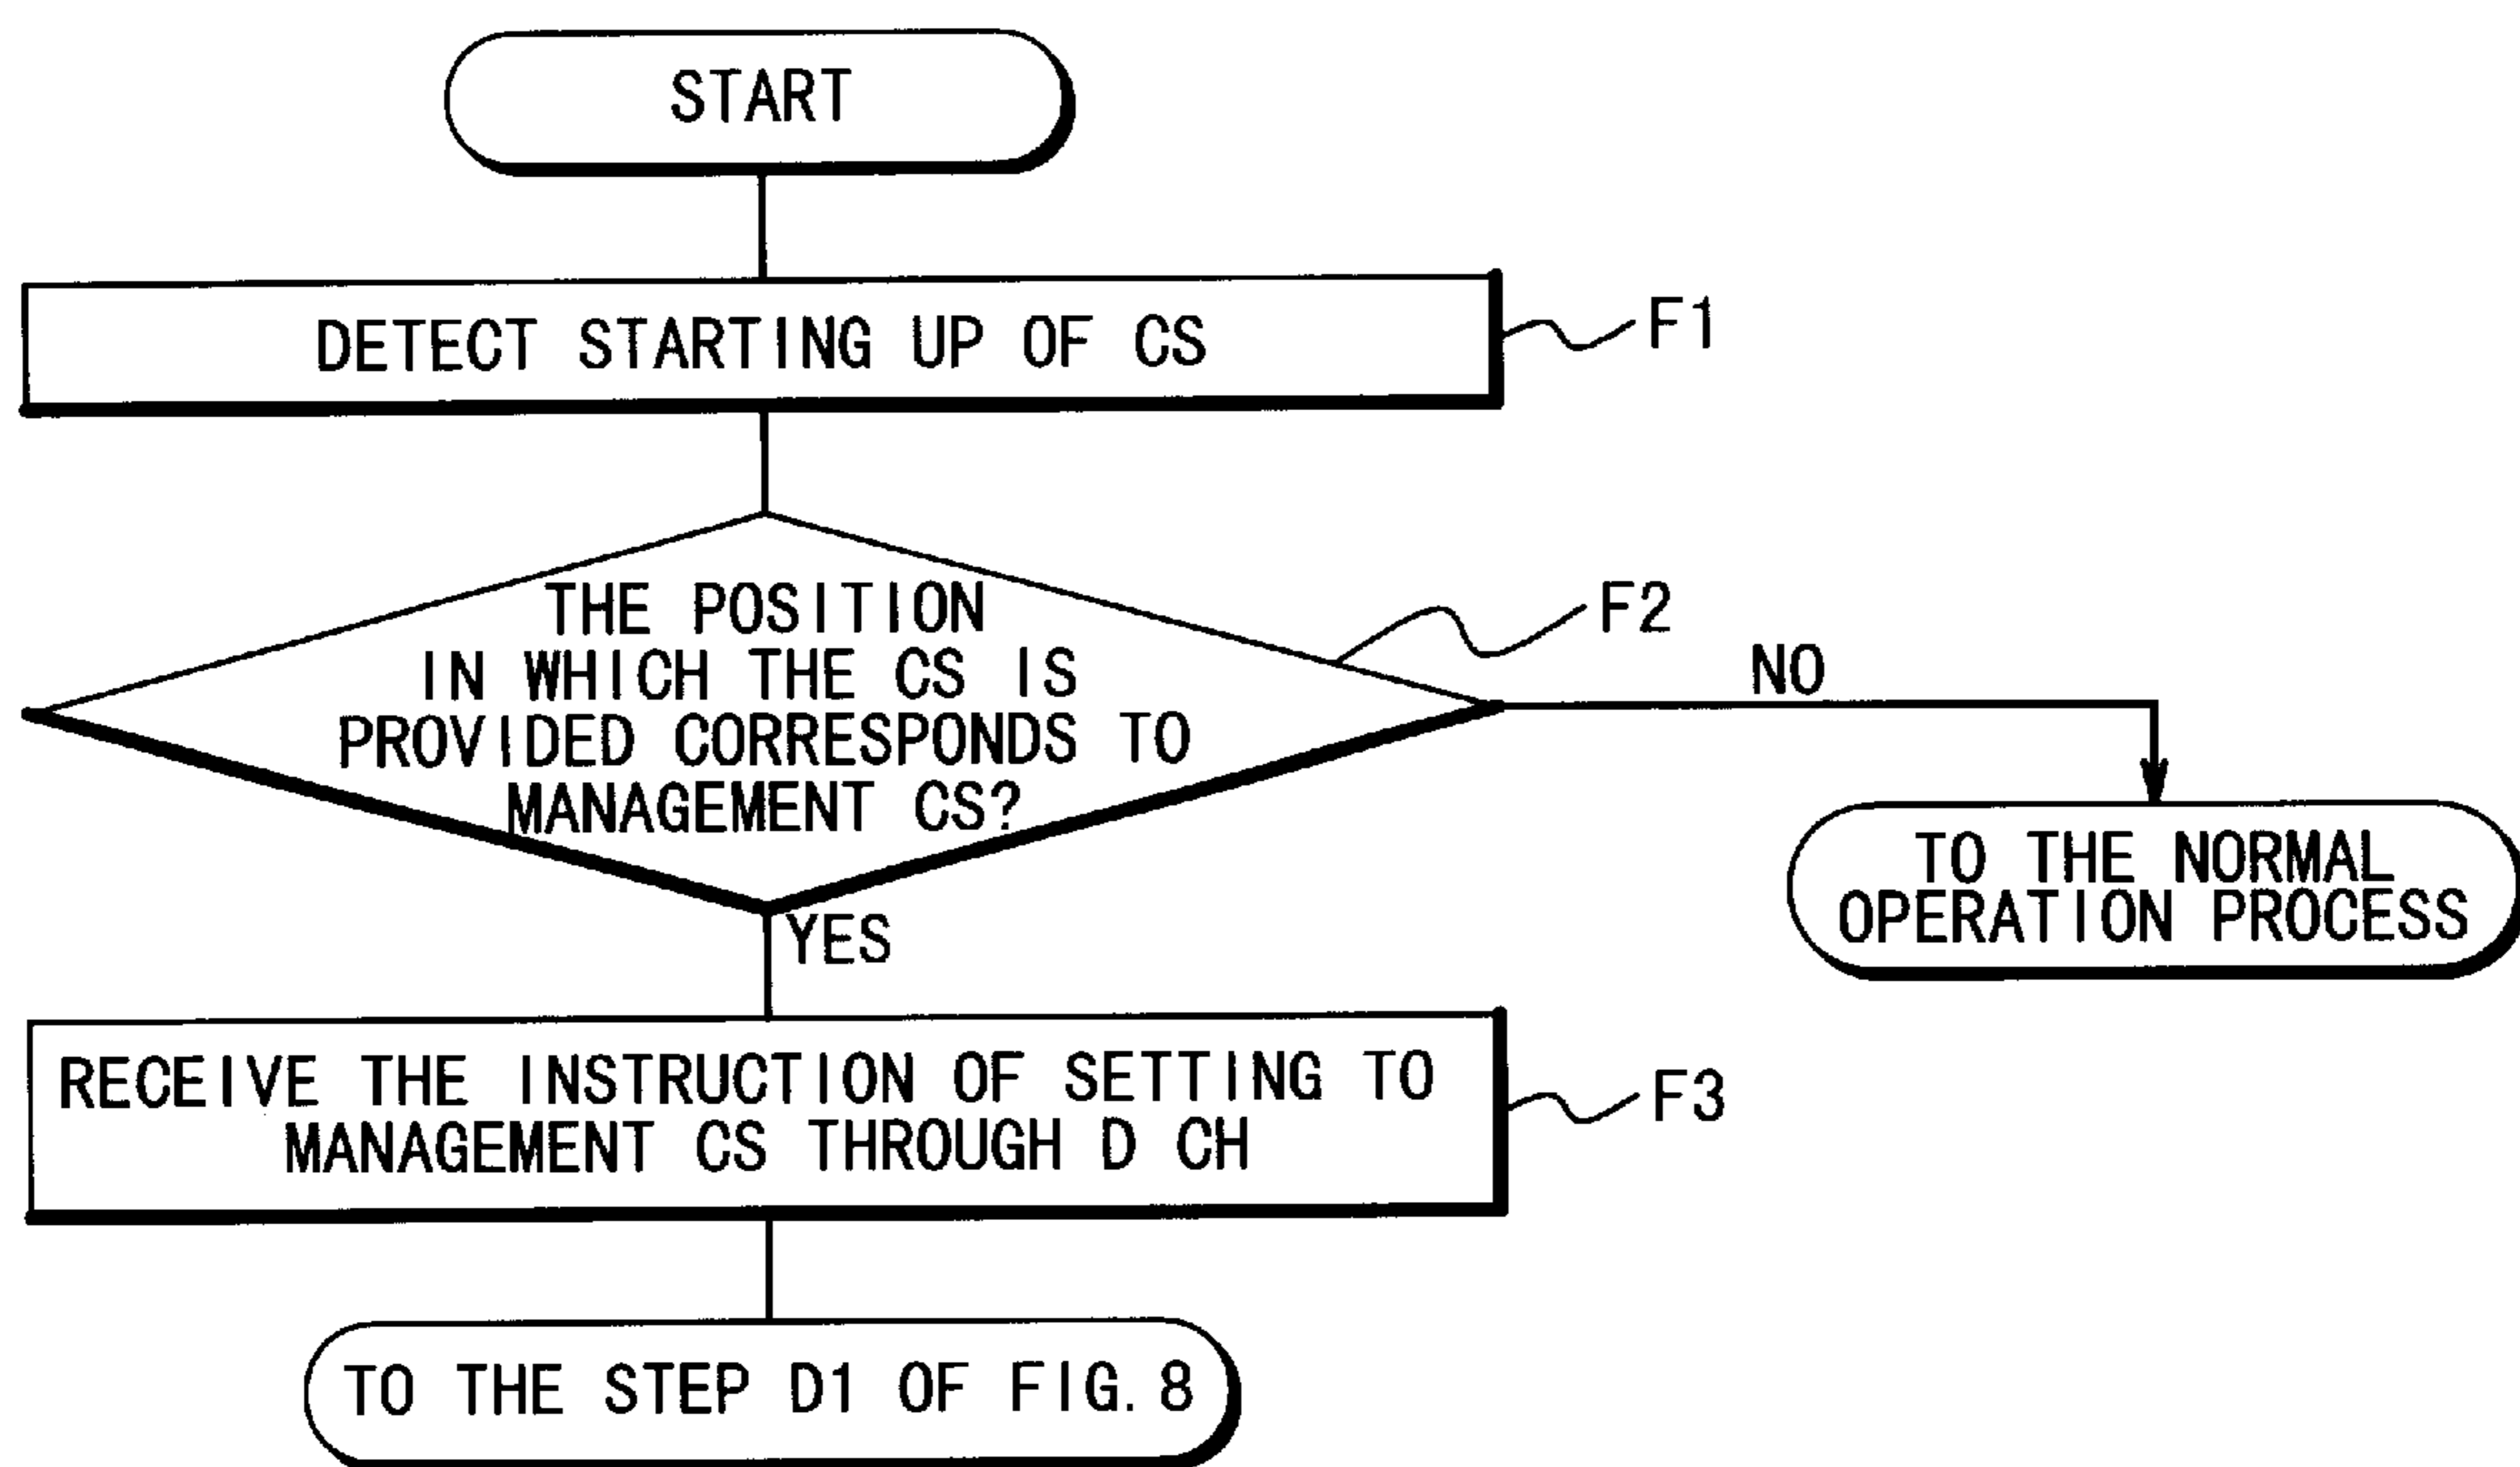 START
DETECT STARTING UP OF CS
F1
THE POSITION
IN WHICH THE CS IS
PROVIDED CORRESPONDS TO
MANAGEMENT CS?
F2
NO
TO THE NORMAL
OPERATION PROCESS
YES
RECEIVE THE INSTRUCTION OF SETTING TO
MANAGEMENT CS THROUGH D CH
F3
TO THE STEP D1 OF FIG. 8